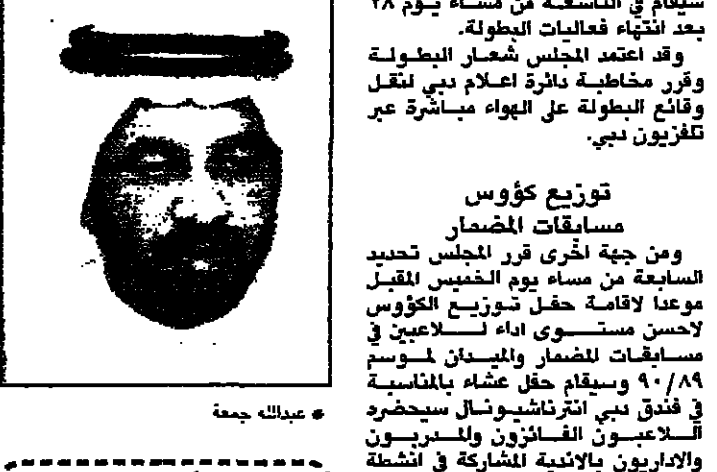 سيقام في التاسعة من مساء يوم ٢٨
بعد انتهاء فعاليات البطولة.
وقد اعتمد المجلس شعار البطولة
وقرر مخاطبة دائرة اعلام دبي لنقل
وقائع البطولة على الهواء مباشرة عبر
تلفزيون دبي.
توزيع كؤوس
مسابقات المضمار
ومن جهة اخرى قرر المجلس تحديد
السابعة من مساء يوم الخميس المقبل
موعدا لاقامة حفل توزيع الكؤوس
لاحسن مستوى اداء للاعبين في
مسابقات المضمار والميدان لموسم
٩٠/٨٩ وسيقام حفل عشاء بالمناسبة
في فندق دبي انترناشيونال سيحضره
اللاعبون الفائزون والمدربون
والاداريون بالاندية المشاركة في انشطة
عبدالله جمعة